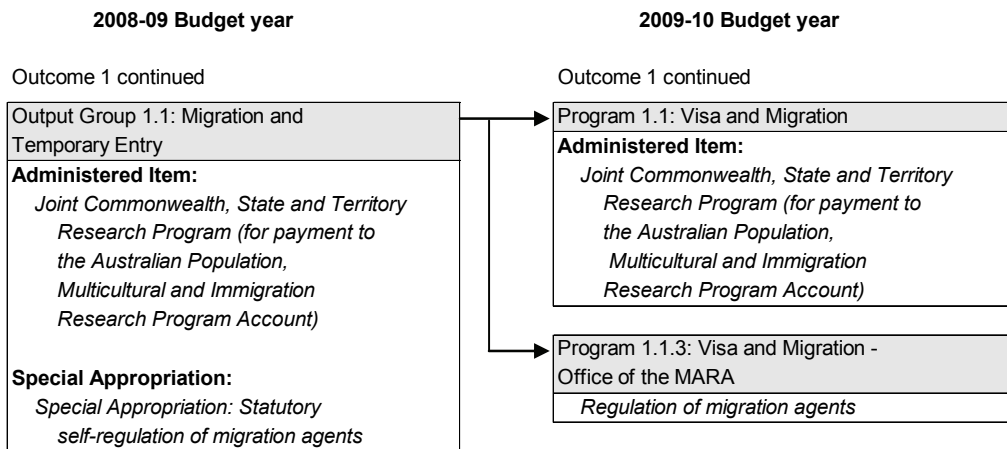 2008-09 Budget year
Outcome 1 continued
Output Group 1.1: Migration and
Temporary Entry
Administered Item:
Joint Commonwealth, State and Territory
Research Program (for payment to
the Australian Population,
Multicultural and Immigration
Research Program Account)
Special Appropriation:
Special Appropriation: Statutory
self-regulation of migration agents
2009-10 Budget year
Outcome 1 continued
Program 1.1: Visa and Migration
Administered Item:
Joint Commonwealth, State and Territory
Research Program (for payment to
the Australian Population,
Multicultural and Immigration
Research Program Account)
Program 1.1.3: Visa and Migration -
Office of the MARA
Regulation of migration agents